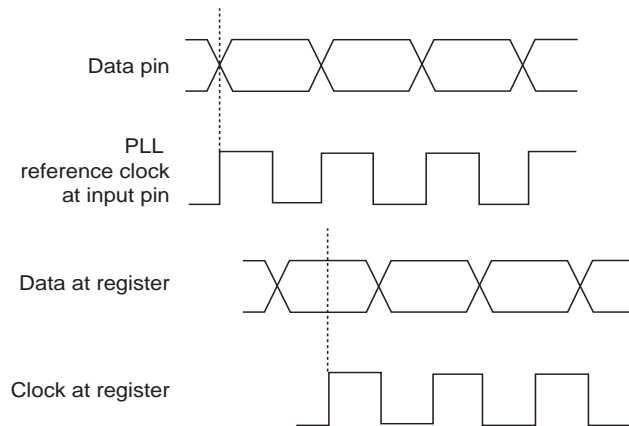 Data pin
PLL
reference clock
at input pin
Data at register
Clock at register